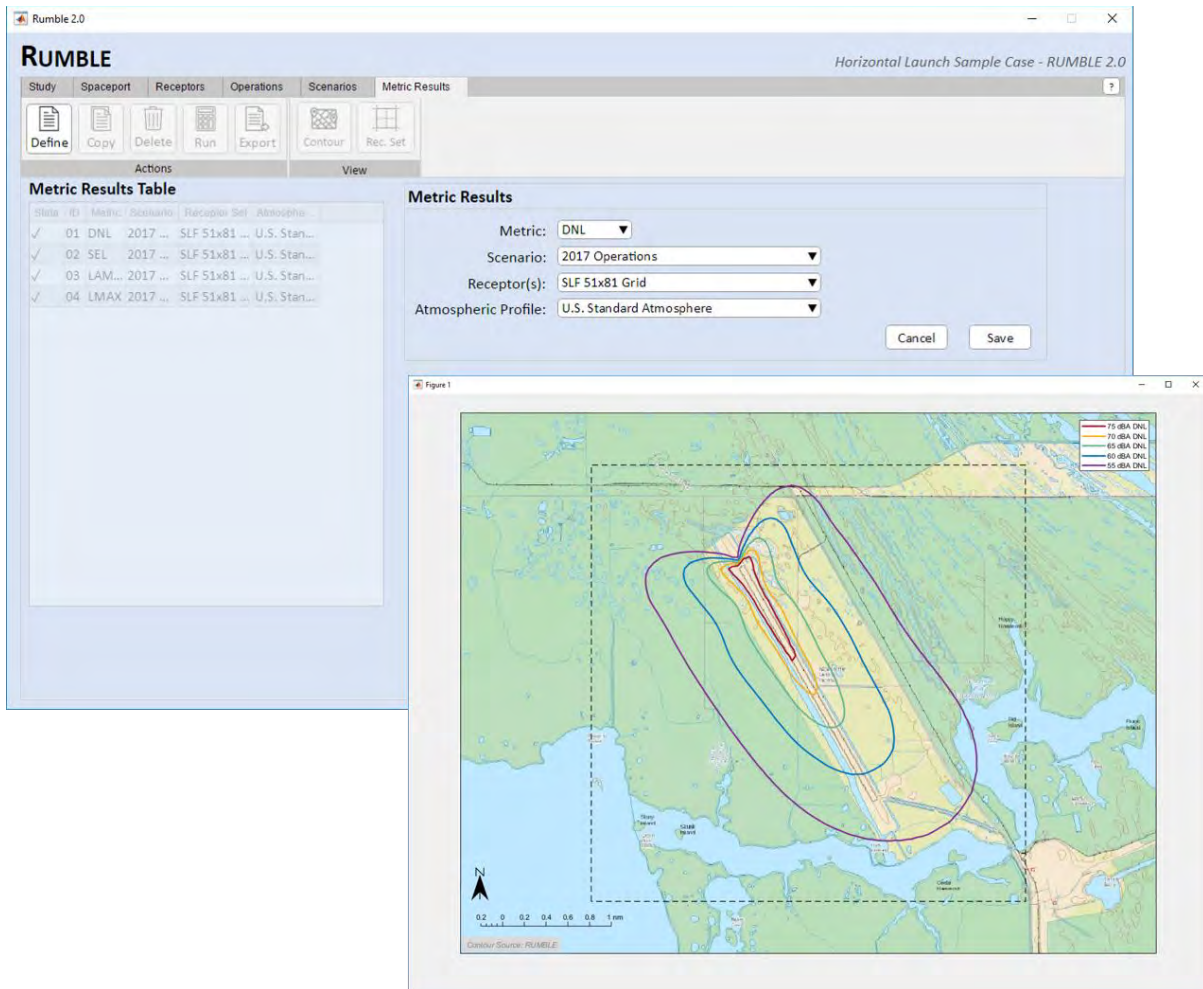 Rumble 2.0
RUMBLE
Horizontal Launch Sample Case - RUMBLE 2.0
Study Spaceport Receptors Operations Scenarios Metric Results ?
Define Copy Delete Run Export Contour Rec. Set
Actions View
Metric Results Table
State ID Metric Scenario Receptor Set Atmosphe...
✓ 01 DNL 2017 ... SLF 51x81 ... U.S. Stan...
✓ 02 SEL 2017 ... SLF 51x81 ... U.S. Stan...
✓ 03 LAM... 2017 ... SLF 51x81 ... U.S. Stan...
✓ 04 LMAX 2017 ... SLF 51x81 ... U.S. Stan...
Metric Results
Metric: DNL
Scenario: 2017 Operations
Receptor(s): SLF 51x81 Grid
Atmospheric Profile: U.S. Standard Atmosphere
Cancel Save
Figure 1
75 dBA DNL
70 dBA DNL
65 dBA DNL
60 dBA DNL
55 dBA DNL
Island
Island
Island
N
0.2 0 0.2 0.4 0.6 0.8 1 nm
Contour Source: RUMBLE